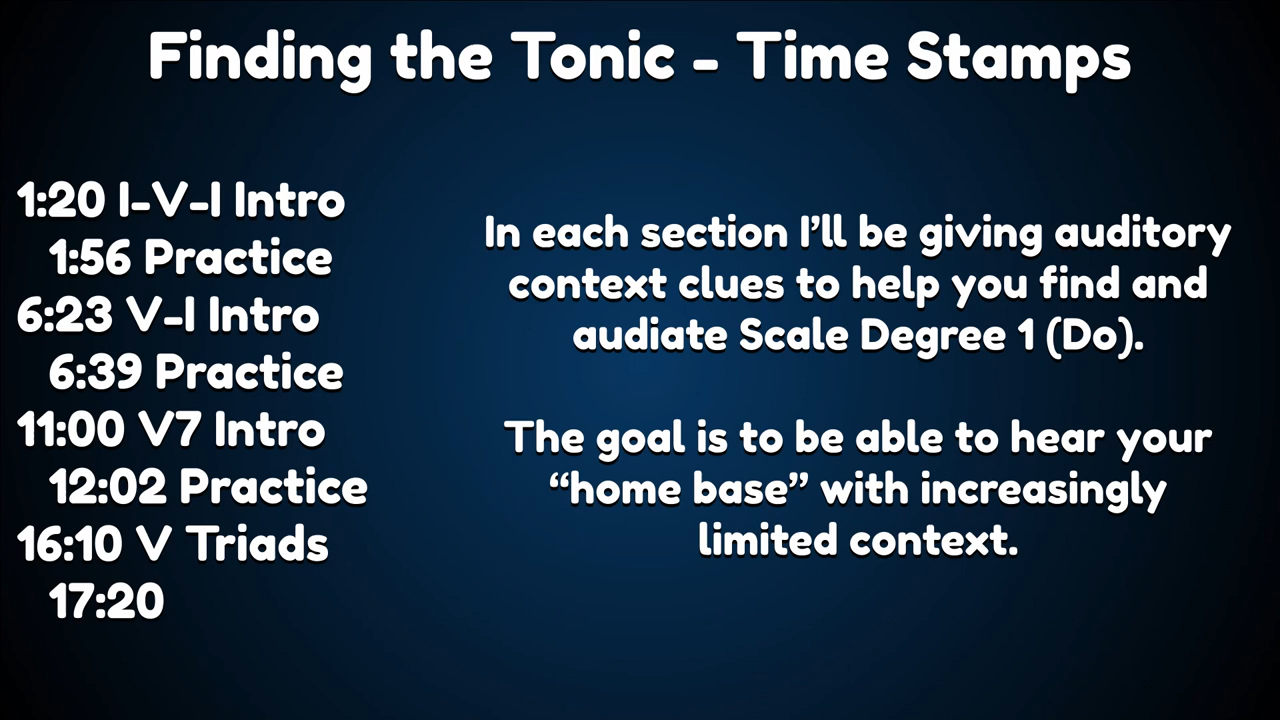 Finding the Tonic - Time Stamps
1:20 I-V-I Intro
1:56 Practice
6:23 V-I Intro
6:39 Practice
11:00 V7 Intro
12:02 Practice
16:10 V Triads
17:20
In each section I’ll be giving auditory
context clues to help you find and
audiate Scale Degree 1 (Do).
The goal is to be able to hear your
“home base” with increasingly
limited context.